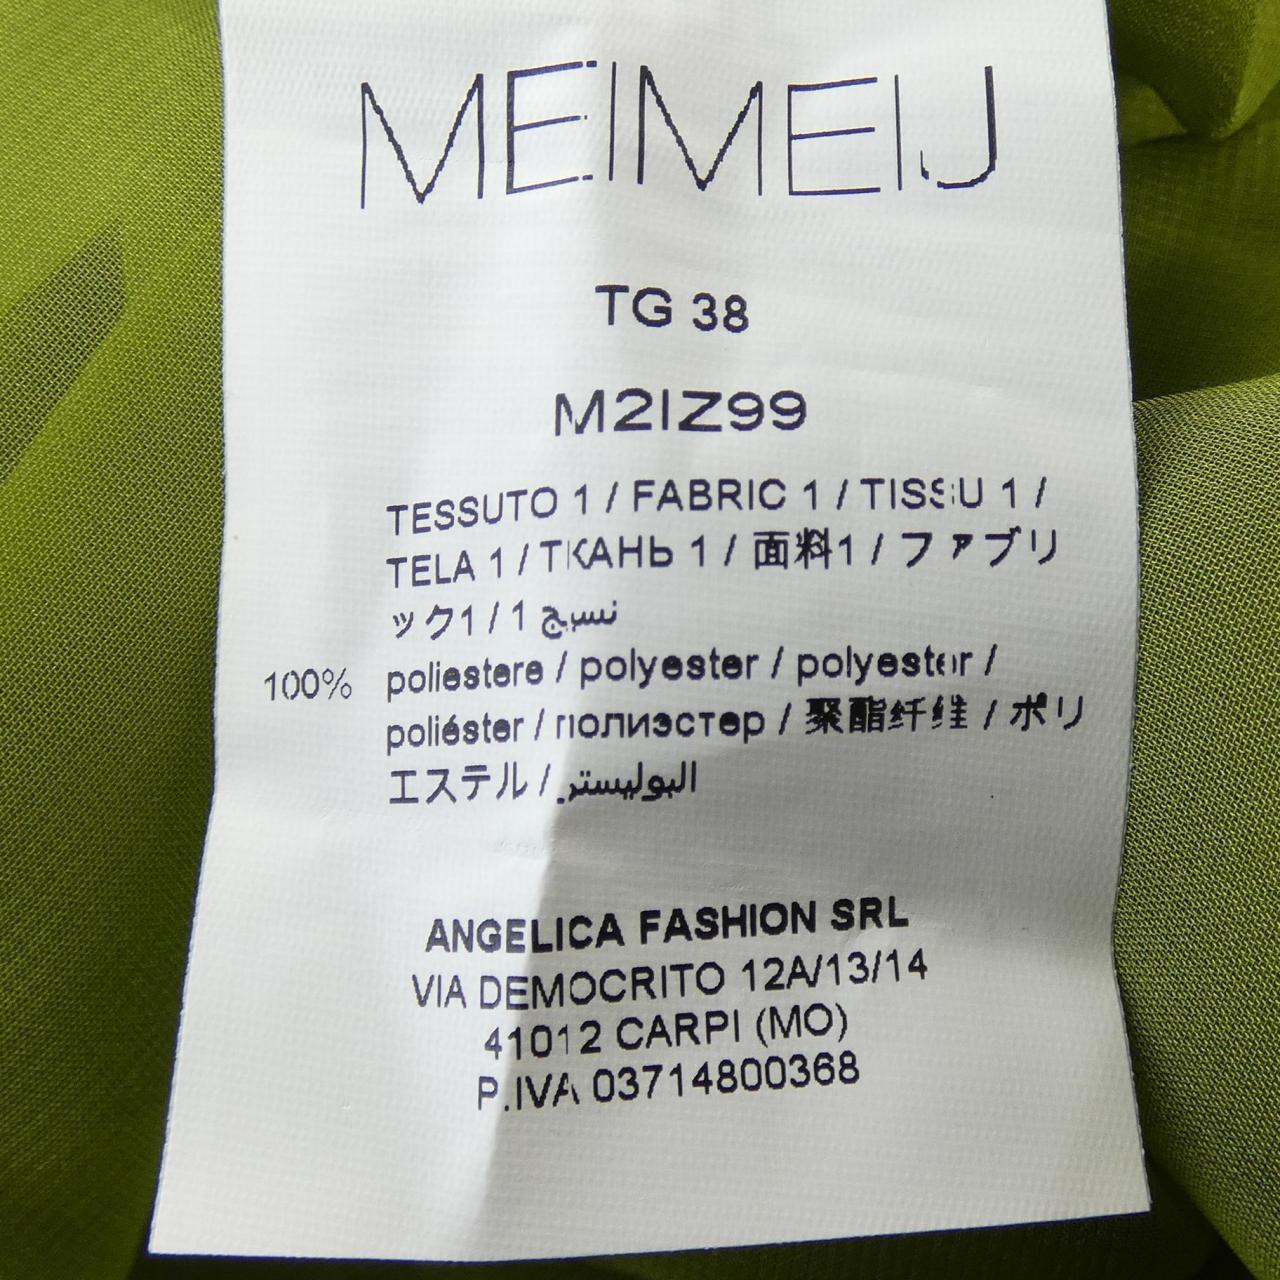 MEIMEIJ
TG 38
M2IZ99
TESSUTO 1 / FABRIC 1 / TISSU 1 /
TELA 1 / ТКАНЬ 1 / 面料1 / ファブリ
ック1 / 1 نسيج
100% poliestere / polyester / polyester /
poliéster / полиэстер / 聚酯纤维 / ポリ
エステル / البوليستر.
ANGELICA FASHION SRL
VIA DEMOCRITO 12A/13/14
41012 CARPI (MO)
P.IVA 03714800368